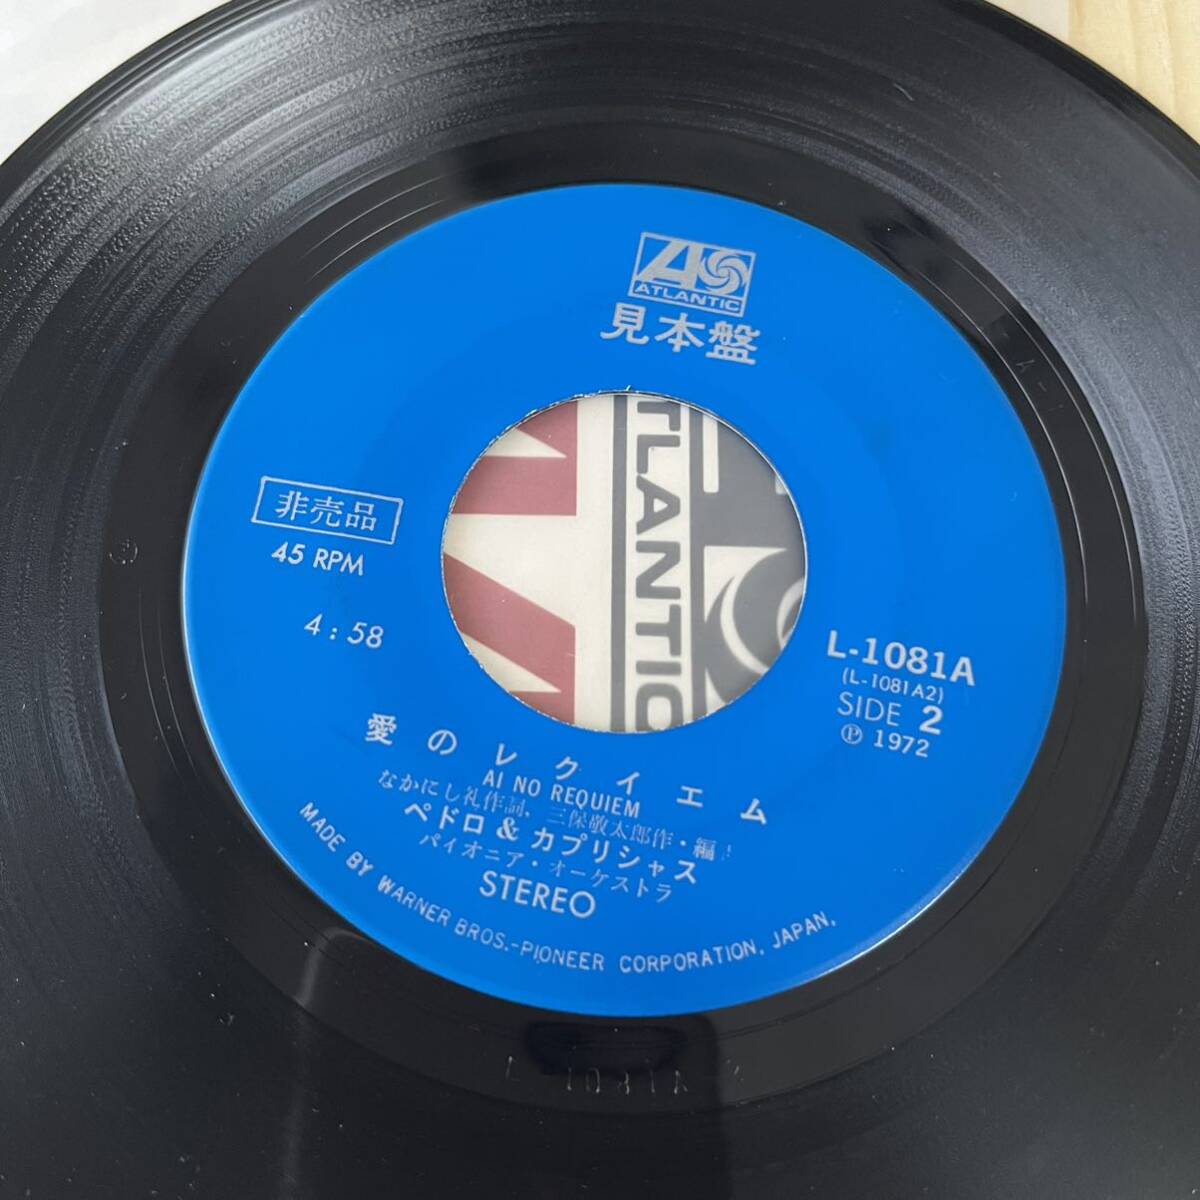 ATLANTIC
見本盤
非売品
45 RPM
4:58
ATLANTIC
L-1081A
(L-1081A2)
SIDE 2
Ⓟ 1972
愛のレクイエム
AI NO REQUIEM
なかにし礼作詞、三保敬太郎作・編
ペドロ&カプリシャス
パイオニア・オーケストラ
STEREO
MADE BY WARNER BROS.-PIONEER CORPORATION, JAPAN.
L-1081A